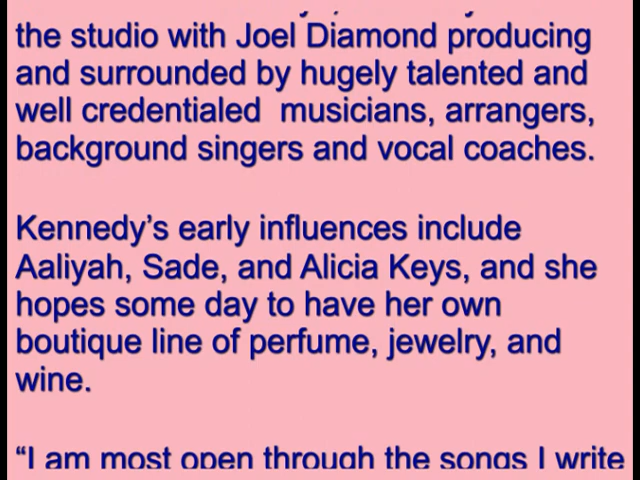 the studio with Joel Diamond producing
and surrounded by hugely talented and
well credentialed  musicians, arrangers,
background singers and vocal coaches.
Kennedy’s early influences include
Aaliyah, Sade, and Alicia Keys, and she
hopes some day to have her own
boutique line of perfume, jewelry, and
wine.
“I am most open through the songs I write